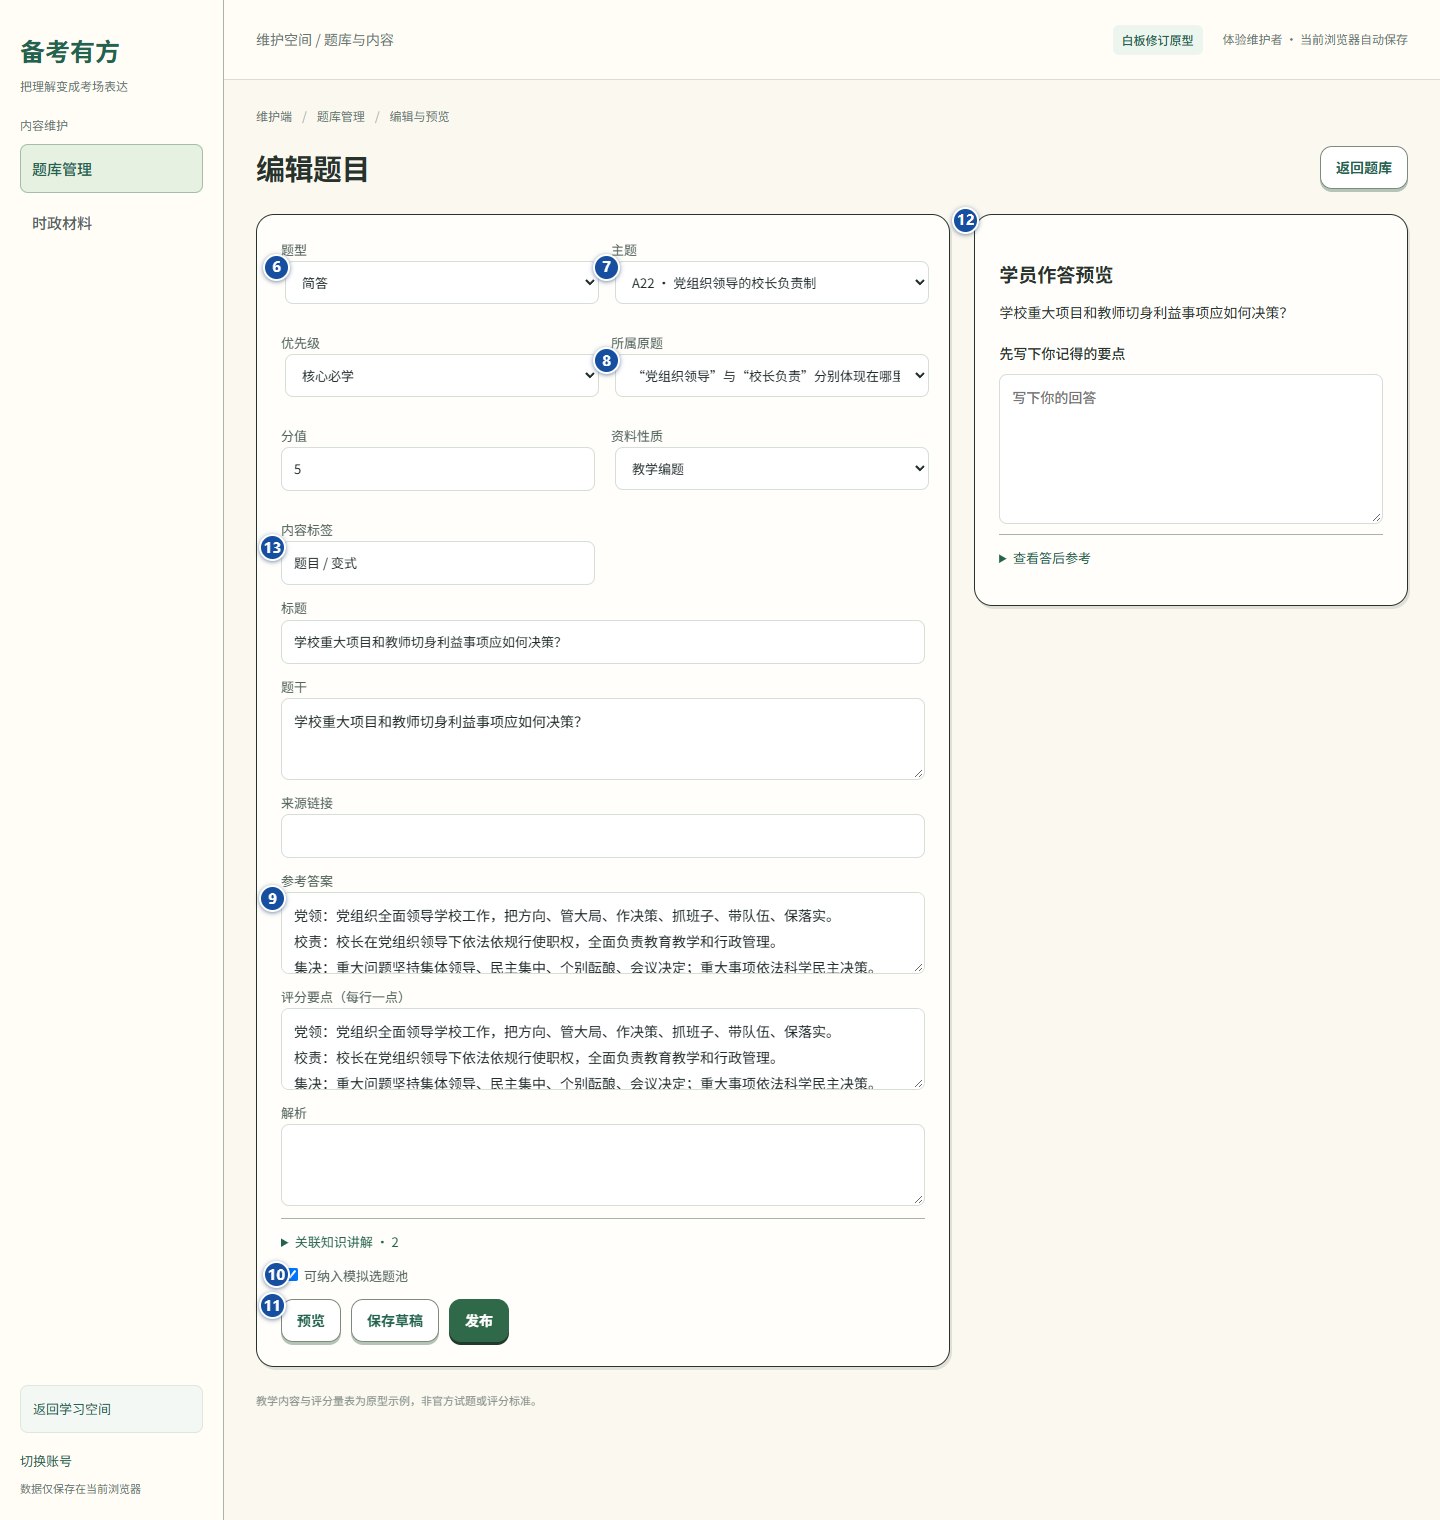 备考有方
把理解变成考场表达
内容维护
题库管理
时政材料
返回学习空间
切换账号
数据仅保存在当前浏览器
维护空间 / 题库与内容
白板修订原型
体验维护者 · 当前浏览器自动保存
维护端 / 题库管理 / 编辑与预览
编辑题目
返回题库
题型
6
简答
主题
7
A22 · 党组织领导的校长负责制
优先级
核心必学
所属原题
8
“党组织领导”与“校长负责”分别体现在哪里
分值
5
资料性质
教学编题
内容标签
13
题目 / 变式
标题
学校重大项目和教师切身利益事项应如何决策?
题干
学校重大项目和教师切身利益事项应如何决策?
来源链接
参考答案
9
党领：党组织全面领导学校工作，把方向、管大局、作决策、抓班子、带队伍、保落实。
校责：校长在党组织领导下依法依规行使职权，全面负责教育教学和行政管理。
集决：重大问题坚持集体领导、民主集中、个别酝酿、会议决定；重大事项依法科学民主决策。
评分要点（每行一点）
党领：党组织全面领导学校工作，把方向、管大局、作决策、抓班子、带队伍、保落实。
校责：校长在党组织领导下依法依规行使职权，全面负责教育教学和行政管理。
集决：重大问题坚持集体领导、民主集中、个别酝酿、会议决定；重大事项依法科学民主决策。
解析
关联知识讲解 · 2
10
可纳入模拟选题池
11
预览
保存草稿
发布
12
学员作答预览
学校重大项目和教师切身利益事项应如何决策?
先写下你记得的要点
写下你的回答
查看答后参考
教学内容与评分量表为原型示例，非官方试题或评分标准。